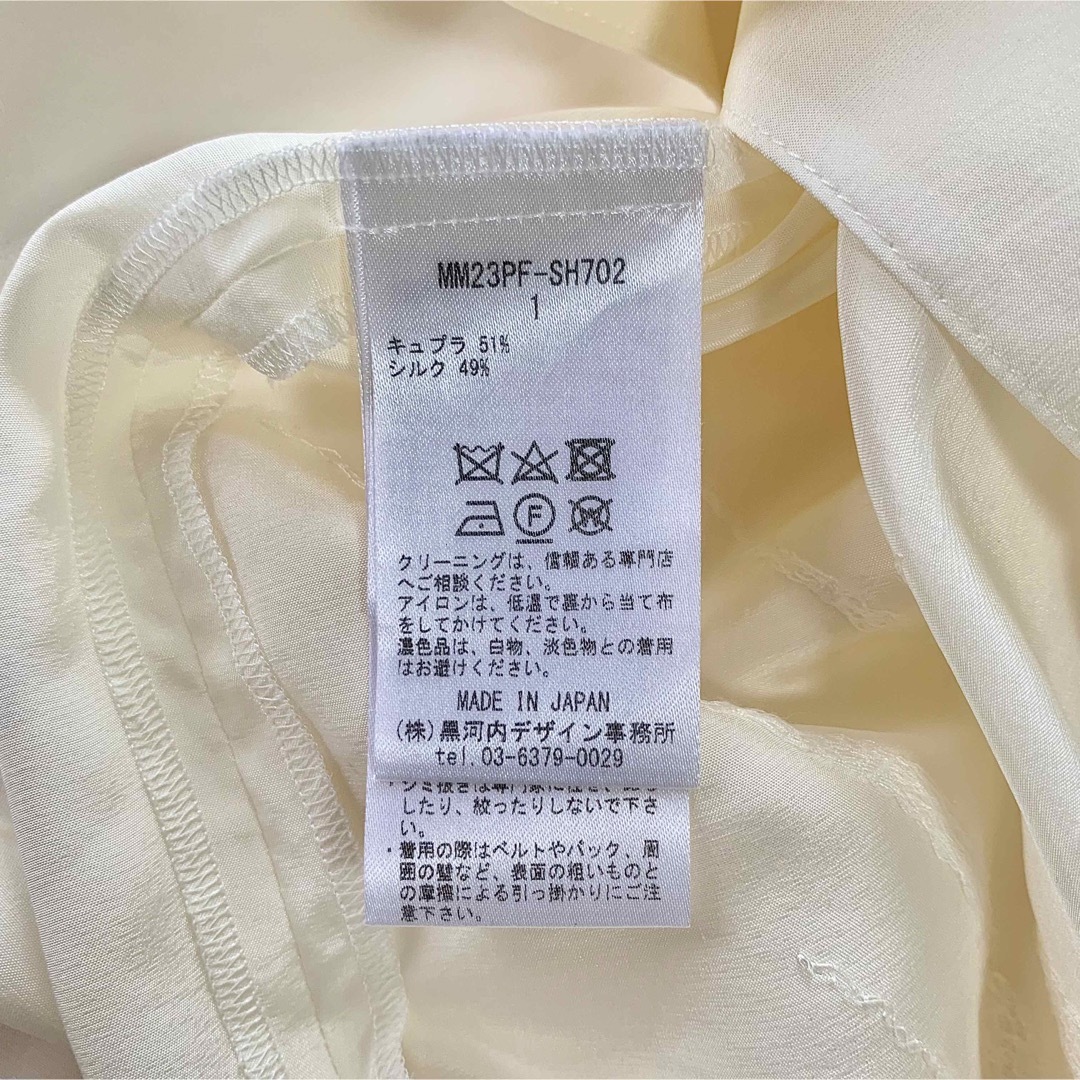 MM23PF-SH702
1
キュプラ 51%
シルク 49%
F
W
クリーニングは、信頼ある専門店
へご相談ください。
アイロンは、低温で裏から当て布
をしてかけてください。
濃色品は、白物、淡色物との着用
はお避けください。
MADE IN JAPAN
(株)黒河内デザイン事務所
tel. 03-6379-0029
したり、絞ったりしないで下さ
い。
・着用の際はベルトやバック、周
囲の壁など、表面の粗いものと
の摩擦による引っ掛かりにご注
意下さい。